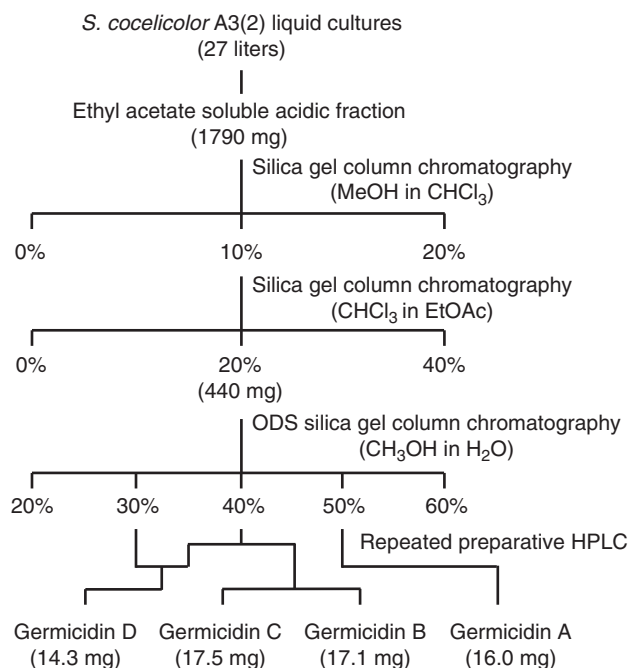 S. cocelicolor A3(2) liquid cultures
(27 liters)
Ethyl acetate soluble acidic fraction
(1790 mg)
Silica gel column chromatography
(MeOH in CHCl3)
0% 10% 20%
Silica gel column chromatography
(CHCl3 in EtOAc)
0% 20% 40%
(440 mg)
ODS silica gel column chromatography
(CH3OH in H2O)
20% 30% 40% 50% 60%
Repeated preparative HPLC
Germicidin D Germicidin C Germicidin B Germicidin A
(14.3 mg) (17.5 mg) (17.1 mg) (16.0 mg)